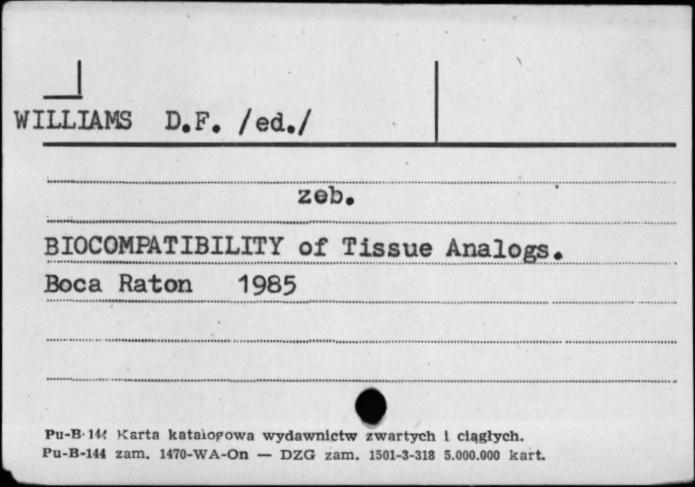 WILLIAMS D.F. /ed./
zob.
BIOCOMPATIBILITY of Tissue Analogs.
Boca Raton 1985
Pu-B-144 Karta katalogowa wydawnictw zwartych i ciągłych.
Pu-B-144 zam. 1470-WA-On — DZG zam. 1501-3-318 5.000.000 kart.